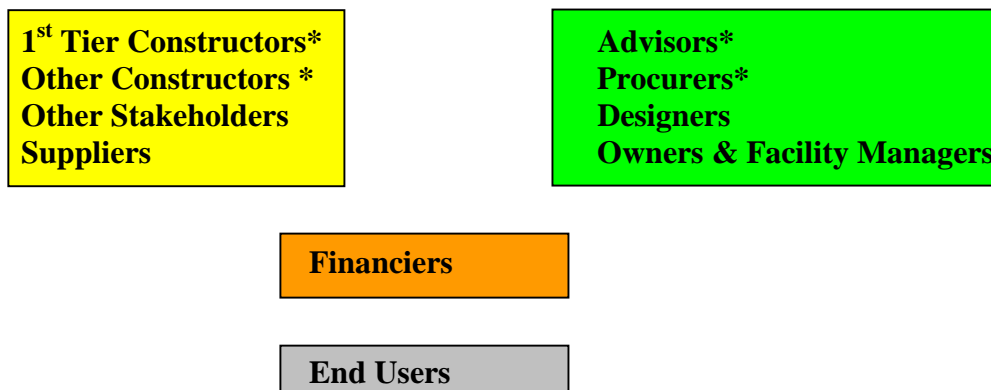 1st Tier Constructors*
Other Constructors *
Other Stakeholders
Suppliers
Advisors*
Procurers*
Designers
Owners & Facility Managers
Financiers
End Users